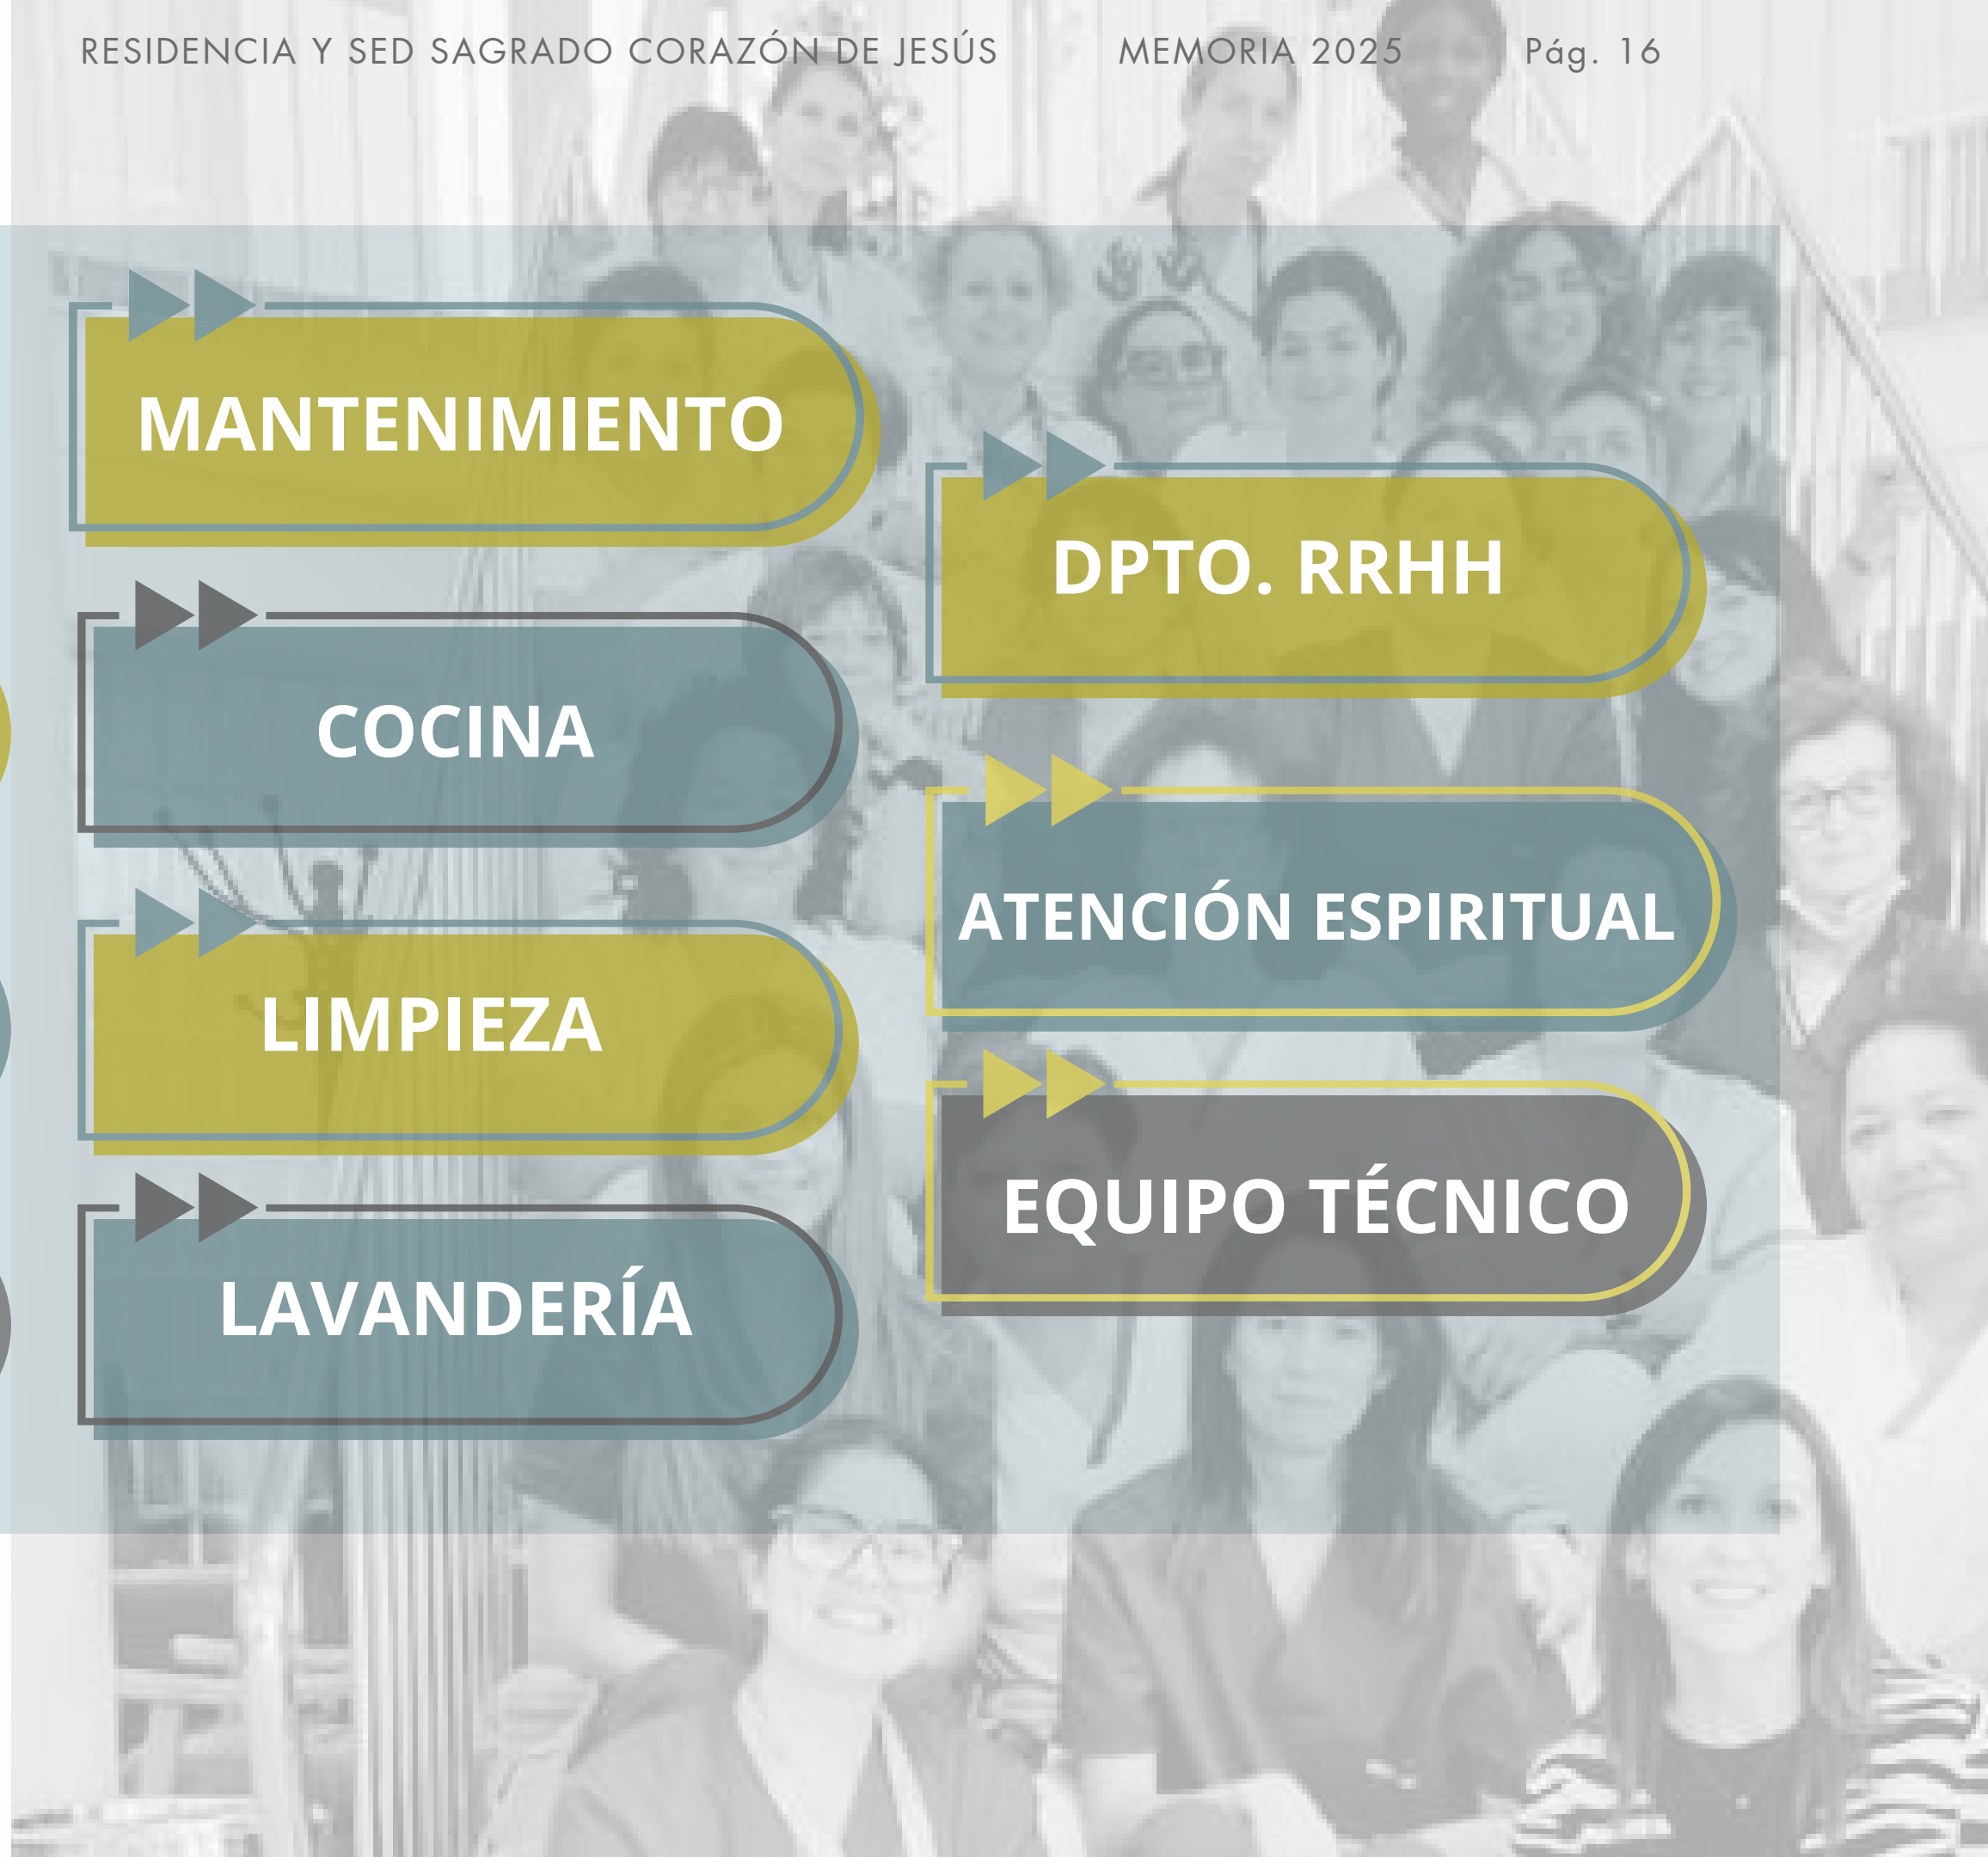 RESIDENCIA Y SED SAGRADO CORAZÓN DE JESÚS MEMORIA 2025 Pág. 16
MANTENIMIENTO
COCINA
LIMPIEZA
LAVANDERÍA
DPTO. RRHH
ATENCIÓN ESPIRITUAL
EQUIPO TÉCNICO